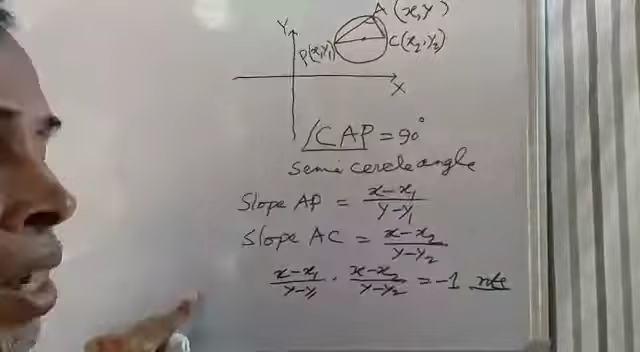 Y A (x,y)
P(x,y₁) C(x₂,y₂)
X
∠CAP = 90°
semi cercle angle
Slope AP = x-x₁ / y-y₁
Slope AC = x-x₂ / y-y₂
x-x₁ / y-y₁ · x-x₂ / y-y₂ = -1